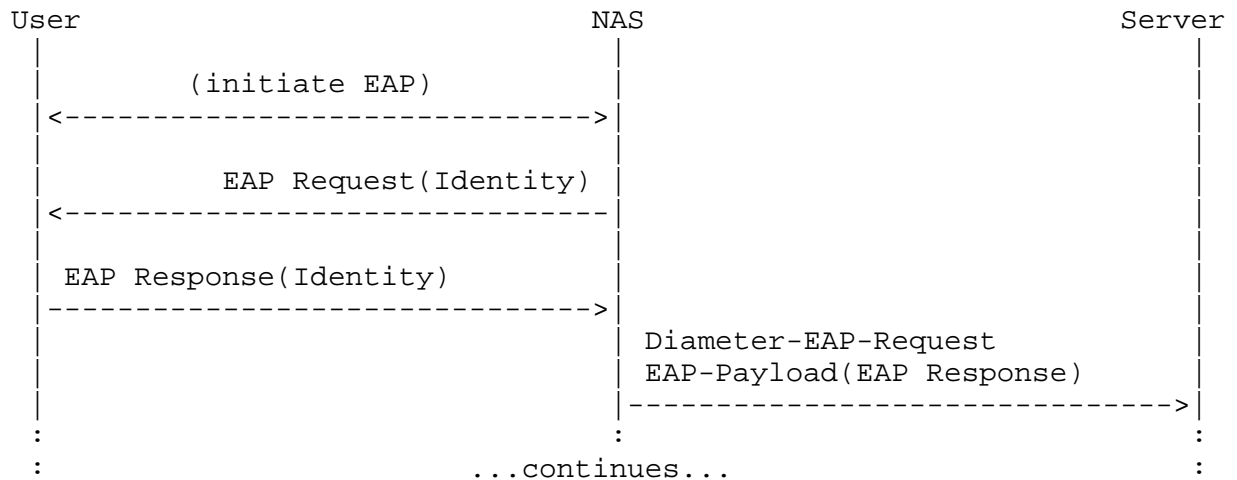 User NAS Server
(initiate EAP)
EAP Request(Identity)
EAP Response(Identity)
Diameter-EAP-Request
EAP-Payload(EAP Response)
: : :
: ...continues... :